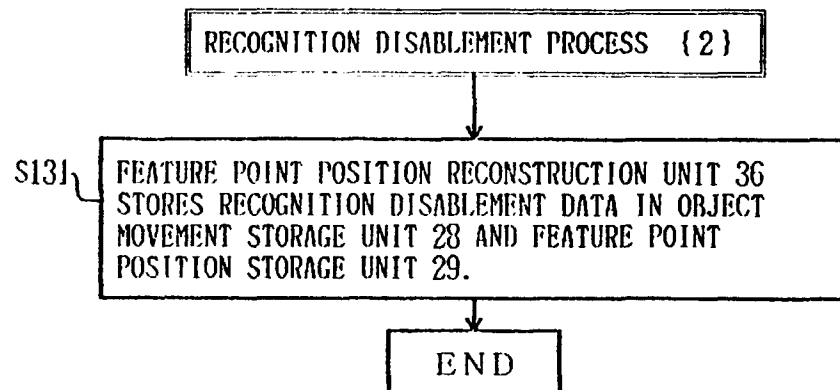 RECOGNITION DISABLEMENT PROCESS {2}
S131
FEATURE POINT POSITION RECONSTRUCTION UNIT 36
STORES RECOGNITION DISABLEMENT DATA IN OBJECT
MOVEMENT STORAGE UNIT 28 AND FEATURE POINT
POSITION STORAGE UNIT 29.
END